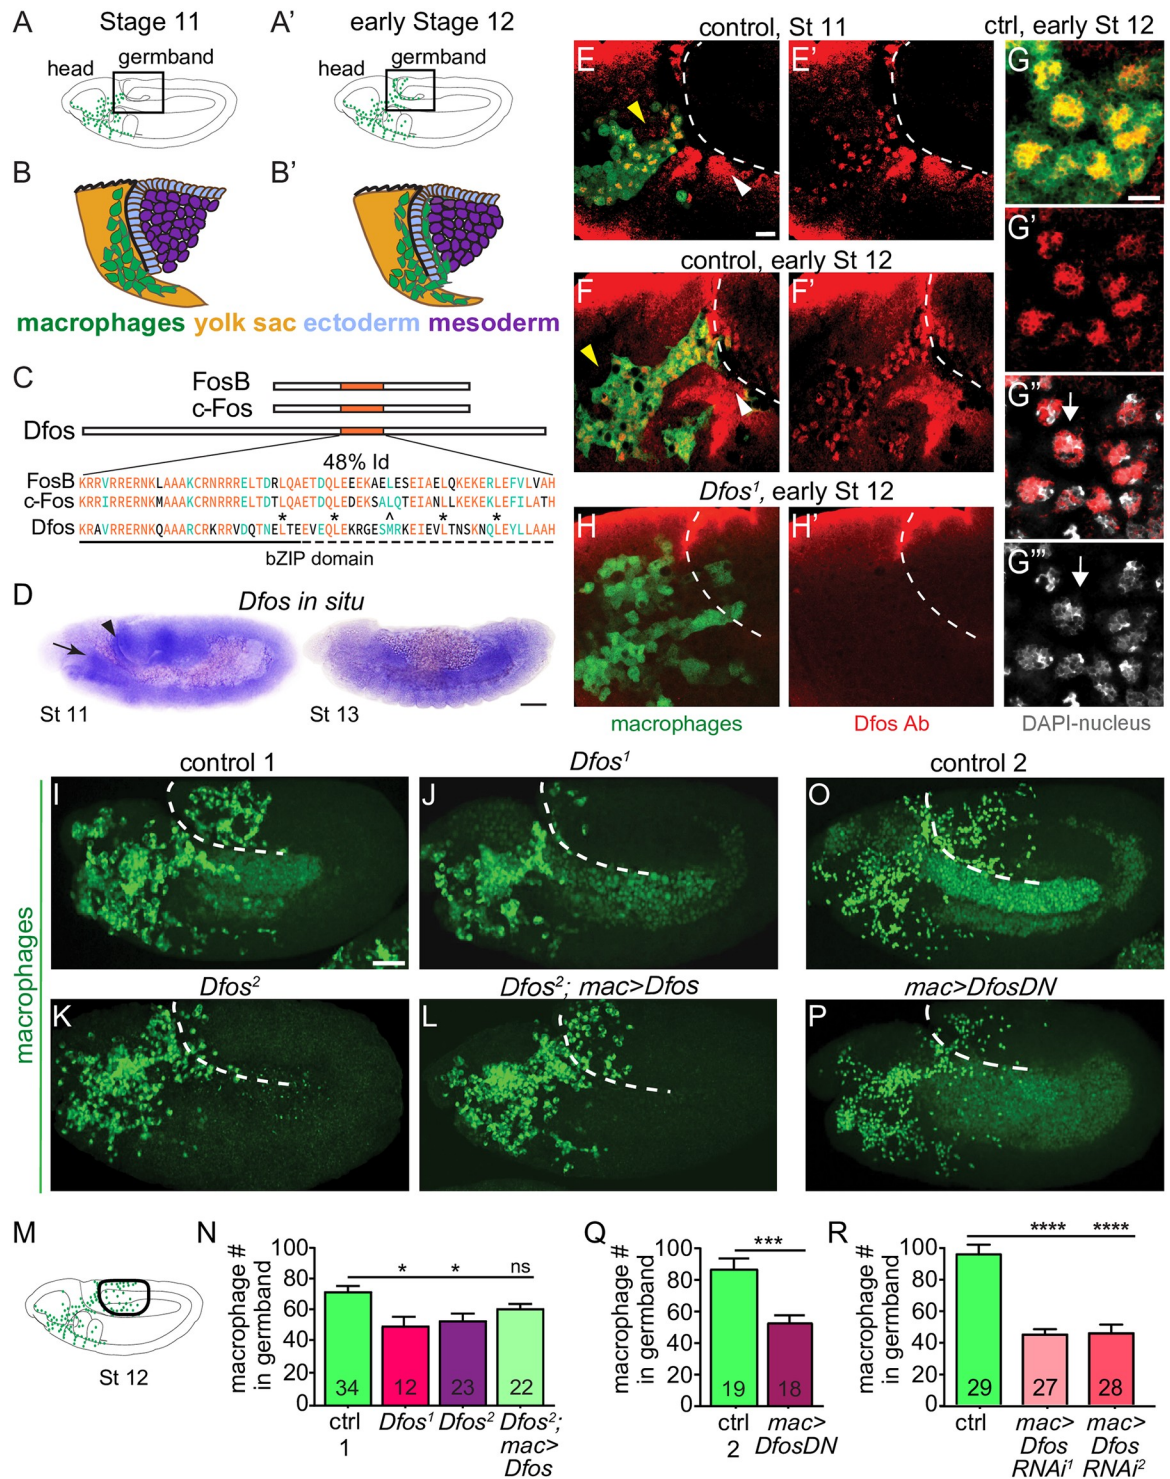 A Stage 11
head germband
A' early Stage 12
head germband
B
B'
macrophages yolk sac ectoderm mesoderm
C
FosB
c-Fos
Dfos
48% Id
FosB KRRVRRERNKLAAAKCRNRRRELTDRLQAETDQLEEEKAELESEIAELQKEKERLEFVLVAH
c-Fos KRRIRRERNKMAAAKCRNRRRELTDTLQAETDQLEDEKSALQTEIANLLKEKEKLEFILATH
* * ^ * *
Dfos KRAVRRERNKQAAARCRKRRVDQTNELTEEVEQLEKRGESMRKEIEVLTNSKNQLEYLLAAH
bZIP domain
D Dfos in situ
St 11
St 13
control, St 11
E E'
control, early St 12
F F'
Dfos¹, early St 12
H H'
macrophages Dfos Ab
ctrl, early St 12
G
G'
G''
G'''
DAPI-nucleus
macrophages
control 1
I
Dfos¹
J
control 2
O
Dfos²
K
Dfos²; mac>Dfos
L
mac>DfosDN
P
M
St 12
N
macrophage #
in germband
100
80
60
40
20
0
* * ns
34 12 23 22
ctrl
1
Dfos¹
Dfos²
Dfos²;
mac>
Dfos
Q
macrophage #
in germband
100
80
60
40
20
0
***
19 18
ctrl
2
mac>
DfosDN
R
macrophage #
in germband
100
80
60
40
20
0
**** ****
29 27 28
ctrl
mac>
Dfos
RNAi¹
mac>
Dfos
RNAi²